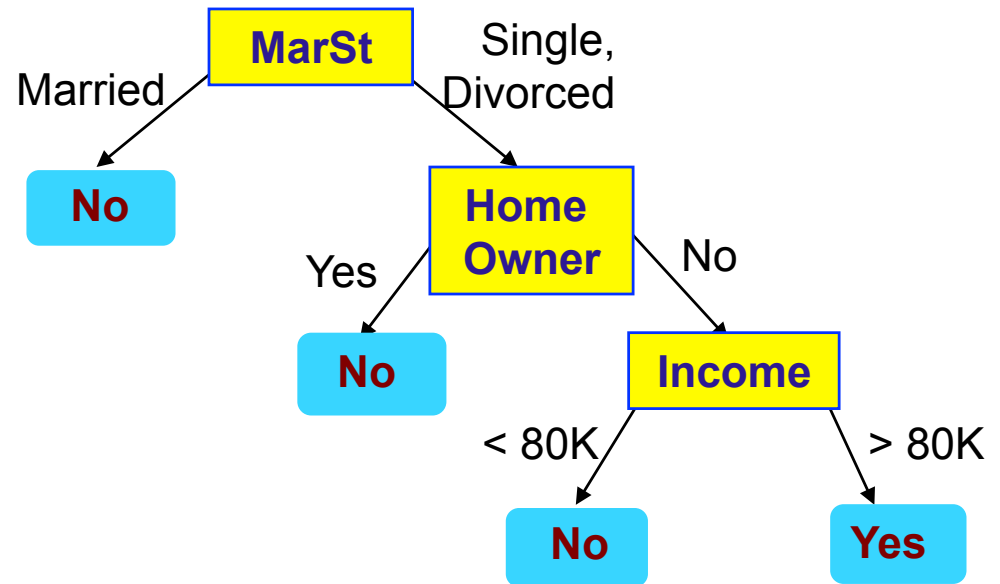 MarSt
Single,
Divorced
Married
No
Home
Owner
Yes
No
No
Income
< 80K
> 80K
No
Yes